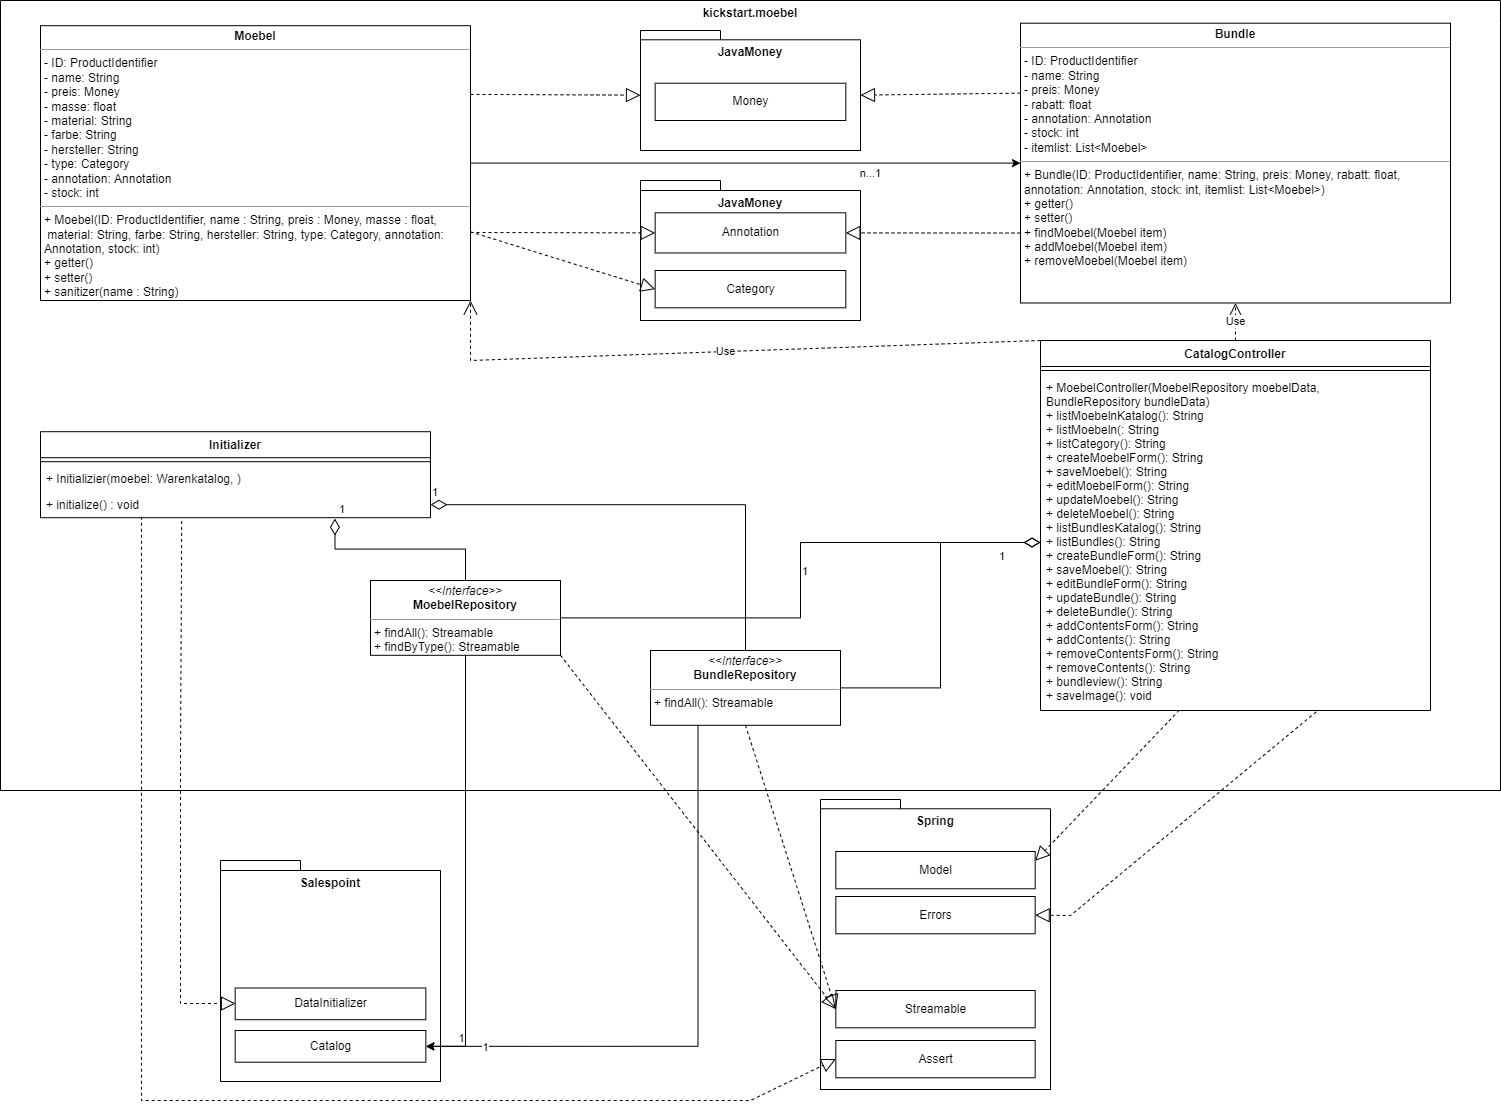 kickstart.moebel
Moebel
- ID: ProductIdentifier
- name: String
- preis: Money
- masse: float
- material: String
- farbe: String
- hersteller: String
- type: Category
- annotation: Annotation
- stock: int
+ Moebel(ID: ProductIdentifier, name : String, preis : Money, masse : float,
material: String, farbe: String, hersteller: String, type: Category, annotation:
Annotation, stock: int)
+ getter()
+ setter()
+ sanitizer(name : String)
JavaMoney
Money
n...1
JavaMoney
Annotation
Category
Bundle
- ID: ProductIdentifier
- name: String
- preis: Money
- rabatt: float
- annotation: Annotation
- stock: int
- itemlist: List<Moebel>
+ Bundle(ID: ProductIdentifier, name: String, preis: Money, rabatt: float,
annotation: Annotation, stock: int, itemlist: List<Moebel>)
+ getter()
+ setter()
+ findMoebel(Moebel item)
+ addMoebel(Moebel item)
+ removeMoebel(Moebel item)
Use
Use
CatalogController
+ MoebelController(MoebelRepository moebelData,
BundleRepository bundleData)
+ listMoebelnKatalog(): String
+ listMoebeln(: String
+ listCategory(): String
+ createMoebelForm(): String
+ saveMoebel(): String
+ editMoebelForm(): String
+ updateMoebel(): String
+ deleteMoebel(): String
+ listBundlesKatalog(): String
+ listBundles(): String
+ createBundleForm(): String
+ saveMoebel(): String
+ editBundleForm(): String
+ updateBundle(): String
+ deleteBundle(): String
+ addContentsForm(): String
+ addContents(): String
+ removeContentsForm(): String
+ removeContents(): String
+ bundleview(): String
+ saveImage(): void
Initializer
+ Initializier(moebel: Warenkatalog, )
+ initialize() : void
1
1
1
1
<<Interface>>
MoebelRepository
+ findAll(): Streamable
+ findByType(): Streamable
<<Interface>>
BundleRepository
+ findAll(): Streamable
Spring
Model
Errors
Streamable
Assert
Salespoint
DataInitializer
Catalog
1
1